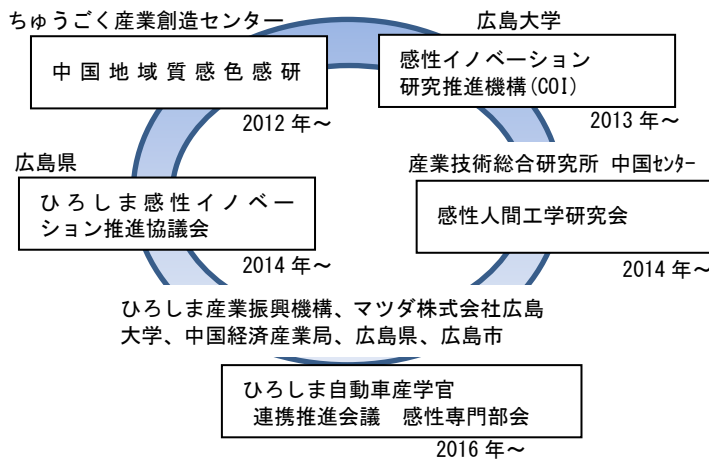 ちゅうごく産業創造センター
中国地域質感色感研
2012年～
広島大学
感性イノベーション
研究推進機構(COI)
2013年～
広島県
ひろしま感性イノベー
ション推進協議会
2014年～
産業技術総合研究所 中国ｾﾝﾀｰ
感性人間工学研究会
2014年～
ひろしま産業振興機構、マツダ株式会社広島
大学、中国経済産業局、広島県、広島市
ひろしま自動車産学官
連携推進会議 感性専門部会
2016年～